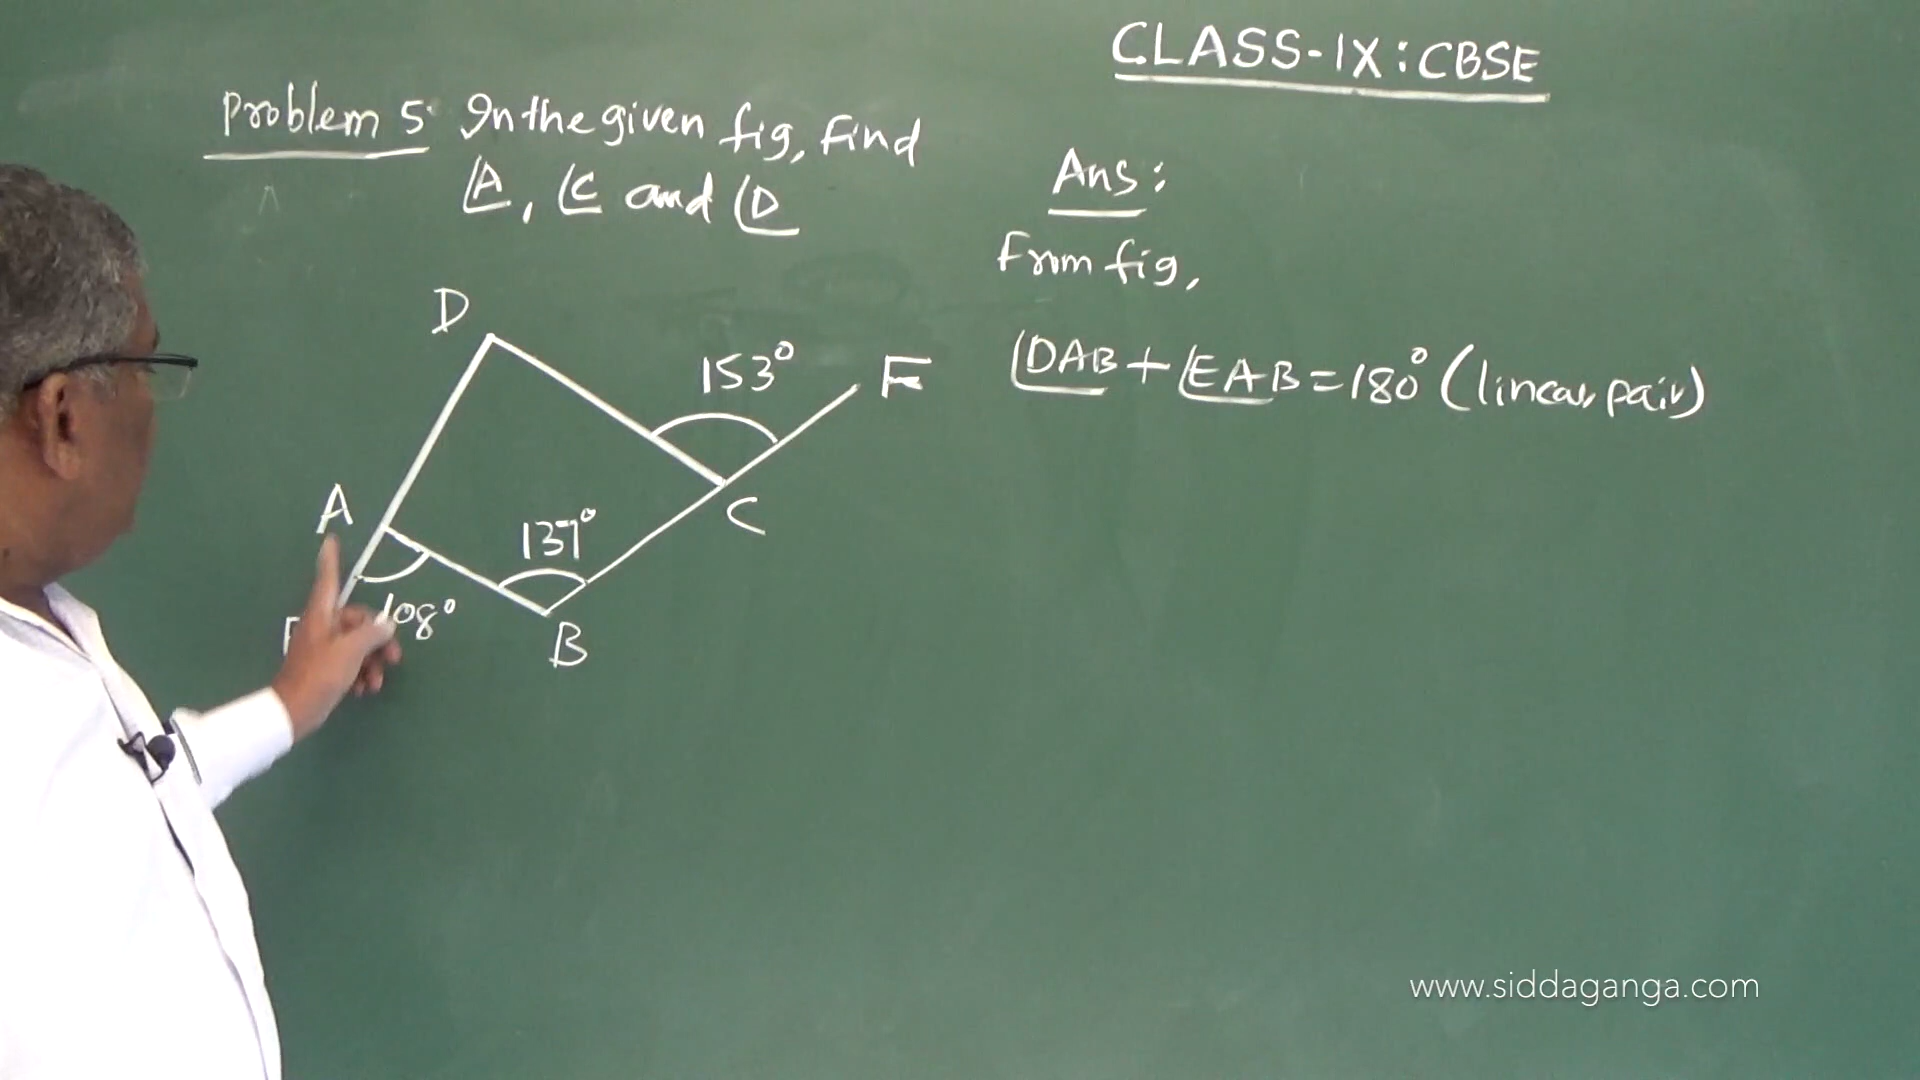 CLASS-IX: CBSE
Problem 5. In the given fig, Find
∠A, ∠C and ∠D
Ans:
From fig,
∠DAB + ∠EAB = 180° (linear pair)
D
153°
F
A
137°
C
108°
B
www.siddaganga.com